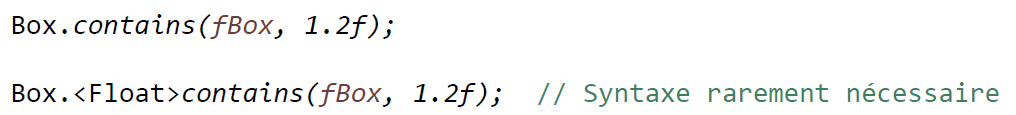 Box.contains(fBox, 1.2f);
Box.<Float>contains(fBox, 1.2f);  // Syntaxe rarement nécessaire